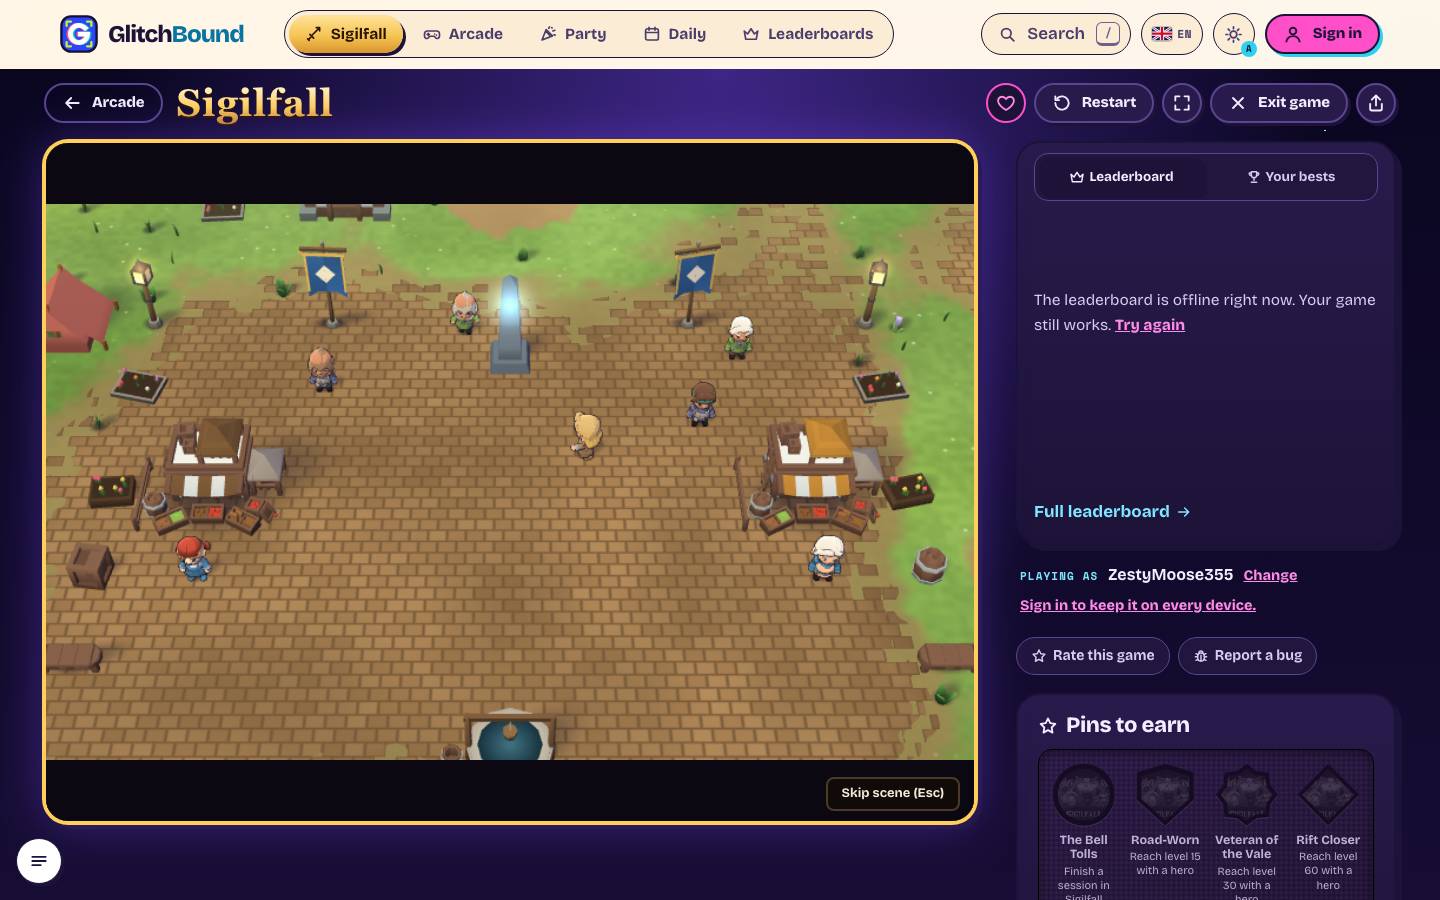 GlitchBound
Sigilfall
Arcade
Party
Daily
Leaderboards
Search /
EN
A
Sign in
Arcade
Sigilfall
Restart
Exit game
Leaderboard
Your bests
The leaderboard is offline right now. Your game
still works. Try again
Full leaderboard
PLAYING AS ZestyMoose355 Change
Sign in to keep it on every device.
Rate this game
Report a bug
Skip scene (Esc)
Pins to earn
The Bell
Tolls
Finish a
session in
Sigilfall
Road-Worn
Reach level 15
with a hero
Veteran of
the Vale
Reach level
30 with a
hero
Rift Closer
Reach level
60 with a
hero